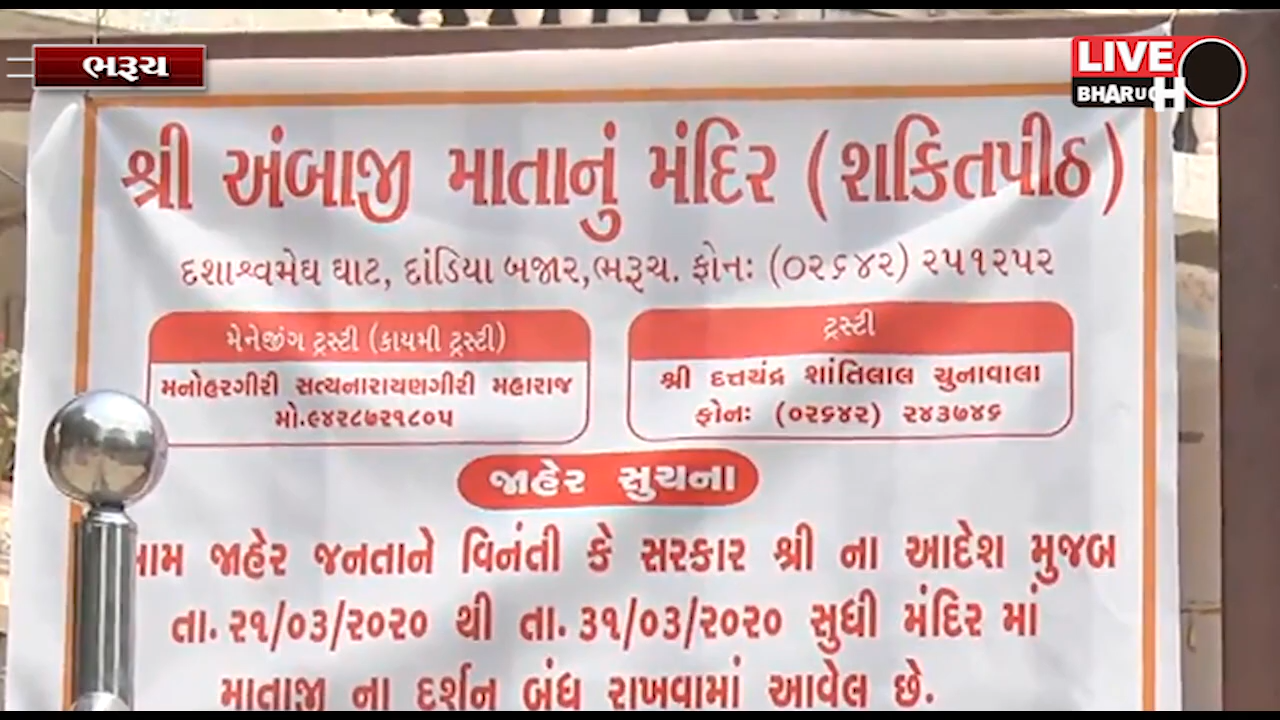 ભરૂચ
LIVE
BHARUCH
શ્રી અંબાજી માતાનું મંદિર (શકિતપીઠ)
દશાશ્વમેઘ ઘાટ, દાંડિયા બજાર,ભરૂચ. ફોનઃ (૦૨૬૪૨) ૨૫૧૨૫૨
મેનેજીંગ ટ્રસ્ટી (કાયમી ટ્રસ્ટી)
મનોહરગીરી સત્યનારાયણગીરી મહારાજ
મો.૯૪૨૮૭૨૧૮૦૫
ટ્રસ્ટી
શ્રી દત્તચંદ્ર શાંતિલાલ ચુનાવાલા
ફોનઃ (૦૨૬૪૨) ૨૪૩૭૪૬
જાહેર સુચના
આમ જાહેર જનતાને વિનંતી કે સરકાર શ્રી ના આદેશ મુજબ
તા. ૨૧/૦૩/૨૦૨૦ થી તા. ૩૧/૦૩/૨૦૨૦ સુધી મંદિર માં
માતાજી ના દર્શન બંધ રાખવામાં આવેલ છે.